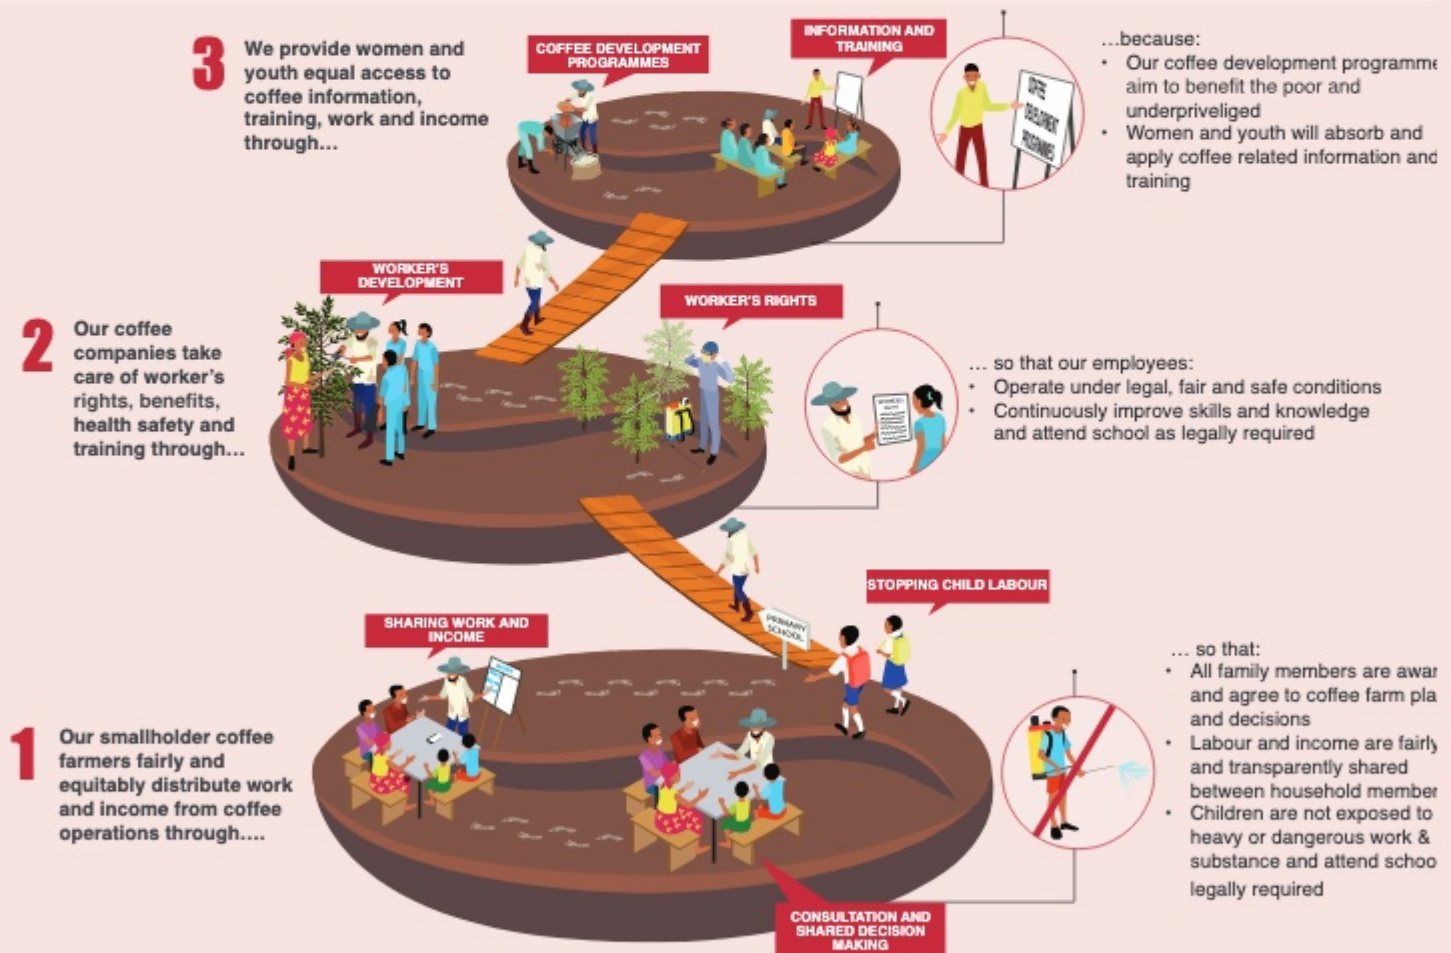 3
We provide women and
youth equal access to
coffee information,
training, work and income
through...
COFFEE DEVELOPMENT
PROGRAMMES
INFORMATION AND
TRAINING
COFFEE
DEVELOPMENT
PROGRAMMES
...because:
• Our coffee development programme
aim to benefit the poor and
underpriveliged
• Women and youth will absorb and
apply coffee related information and
training
2
Our coffee
companies take
care of worker's
rights, benefits,
health safety and
training through...
WORKER'S
DEVELOPMENT
WORKER'S RIGHTS
... so that our employees:
• Operate under legal, fair and safe conditions
• Continuously improve skills and knowledge
and attend school as legally required
1
Our smallholder coffee
farmers fairly and
equitably distribute work
and income from coffee
operations through....
SHARING WORK AND
INCOME
PRIMARY
SCHOOL
STOPPING CHILD LABOUR
CONSULTATION AND
SHARED DECISION
MAKING
... so that:
• All family members are awar
and agree to coffee farm pla
and decisions
• Labour and income are fairly
and transparently shared
between household member
• Children are not exposed to
heavy or dangerous work &
substance and attend schoo
legally required